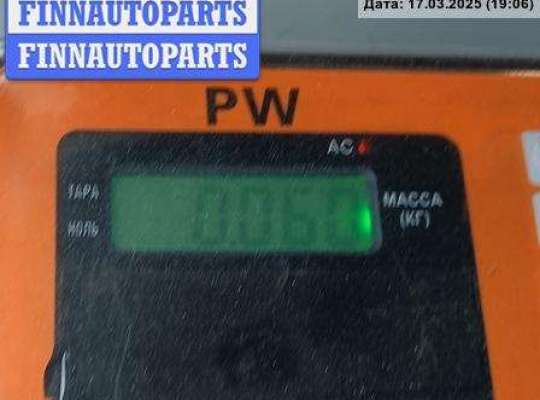 Дата: 17.03.2025 (19:06)
FINNAUTOPARTS
FINNAUTOPARTS
PW
AC
ТАРА
МАССА
НОЛЬ
(КГ)